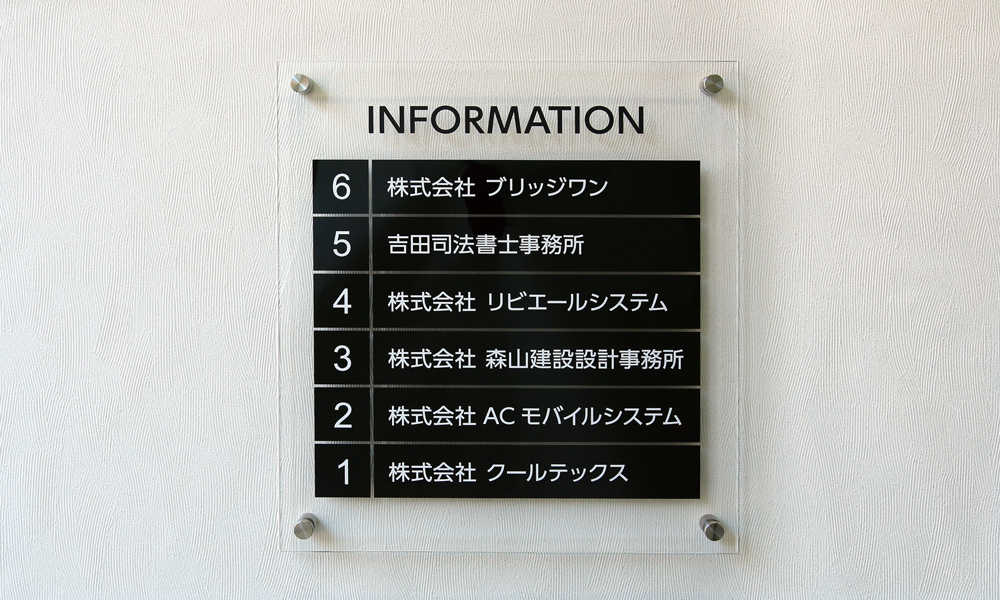 INFORMATION
6 株式会社 ブリッジワン
5 吉田司法書士事務所
4 株式会社 リビエールシステム
3 株式会社 森山建設設計事務所
2 株式会社 AC モバイルシステム
1 株式会社 クールテックス